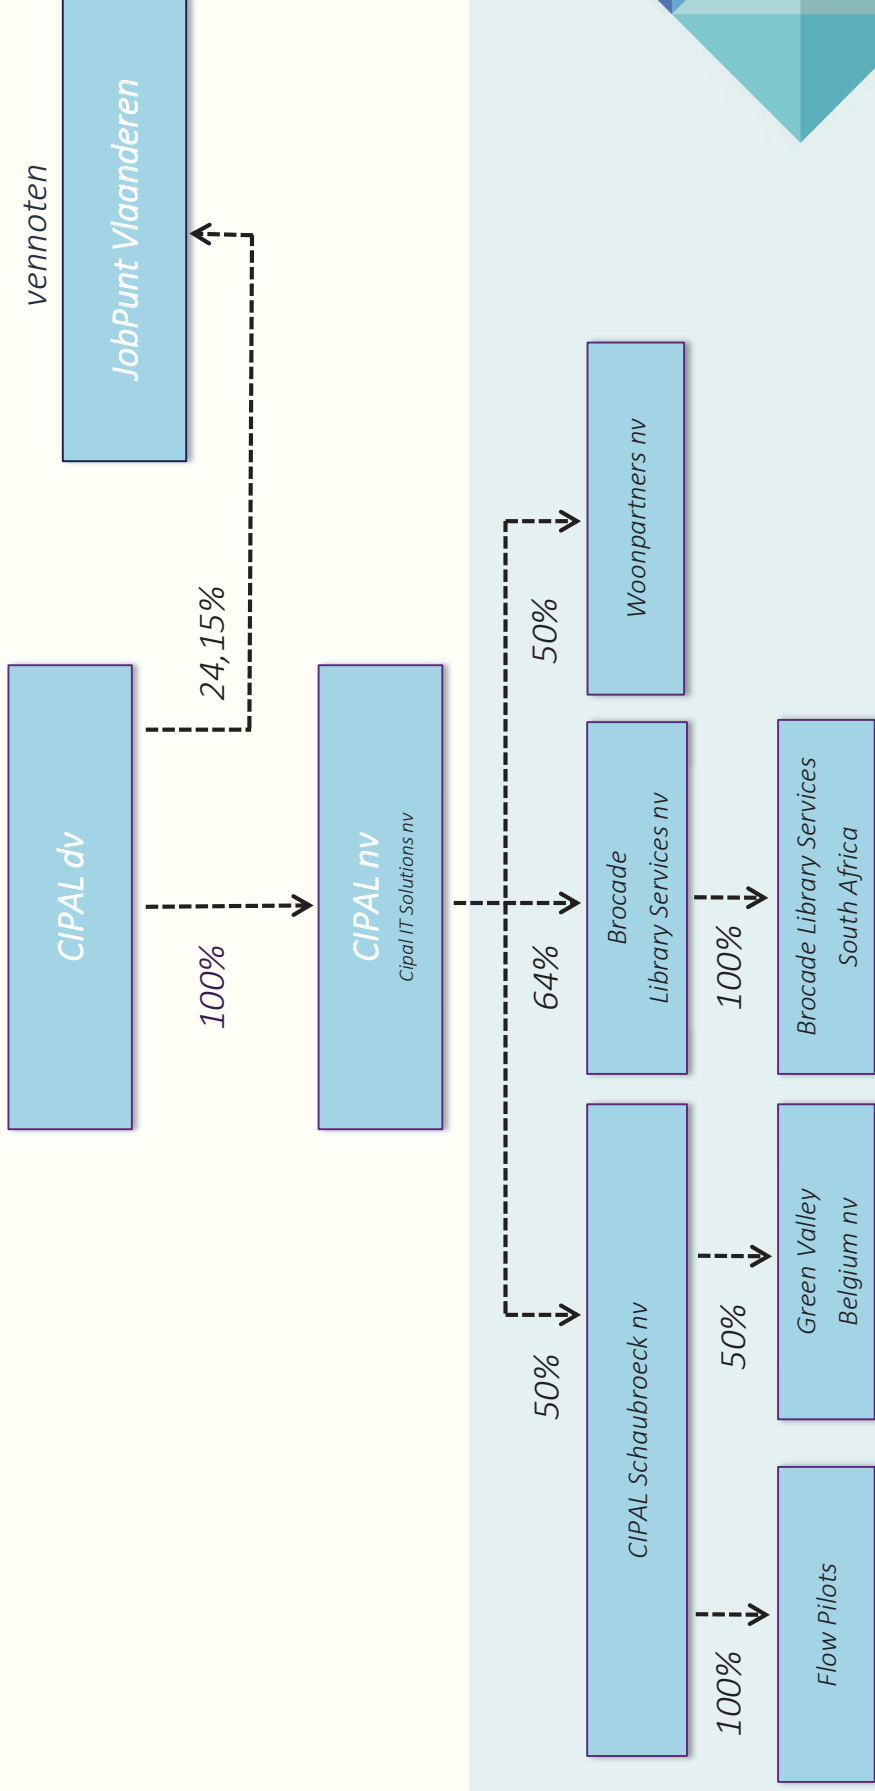 vennoten
CIPAL dv
JobPunt Vlaanderen
100%
24,15%
CIPAL nv
Cipal IT Solutions nv
50%
64%
50%
CIPAL Schaubroeck nv
Brocade
Library Services nv
Woonpartners nv
100%
50%
100%
Flow Pilots
Green Valley
Belgium nv
Brocade Library Services
South Africa